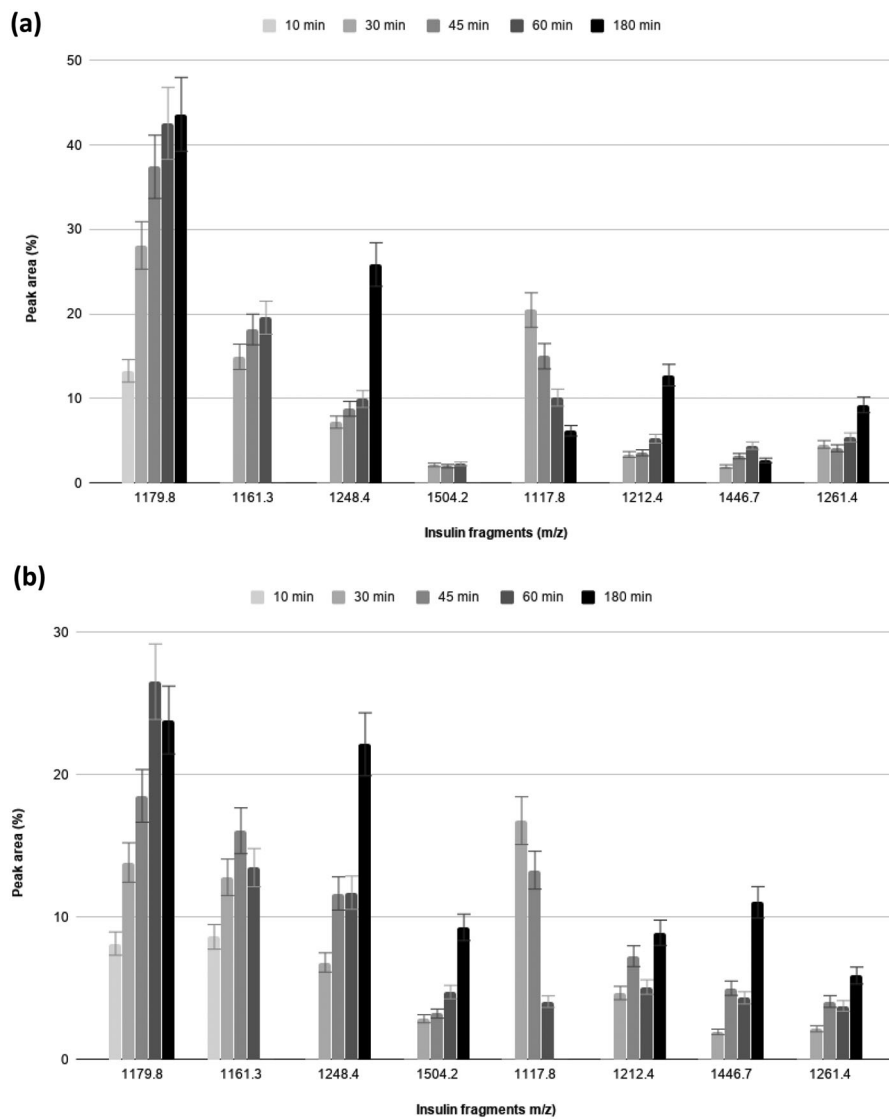 (a)
10 min 30 min 45 min 60 min 180 min
50
40
30
20
10
0
Peak area (%)
1179.8 1161.3 1248.4 1504.2 1117.8 1212.4 1446.7 1261.4
Insulin fragments (m/z)
(b)
10 min 30 min 45 min 60 min 180 min
30
20
10
0
Peak area (%)
1179.8 1161.3 1248.4 1504.2 1117.8 1212.4 1446.7 1261.4
Insulin fragments m/z)